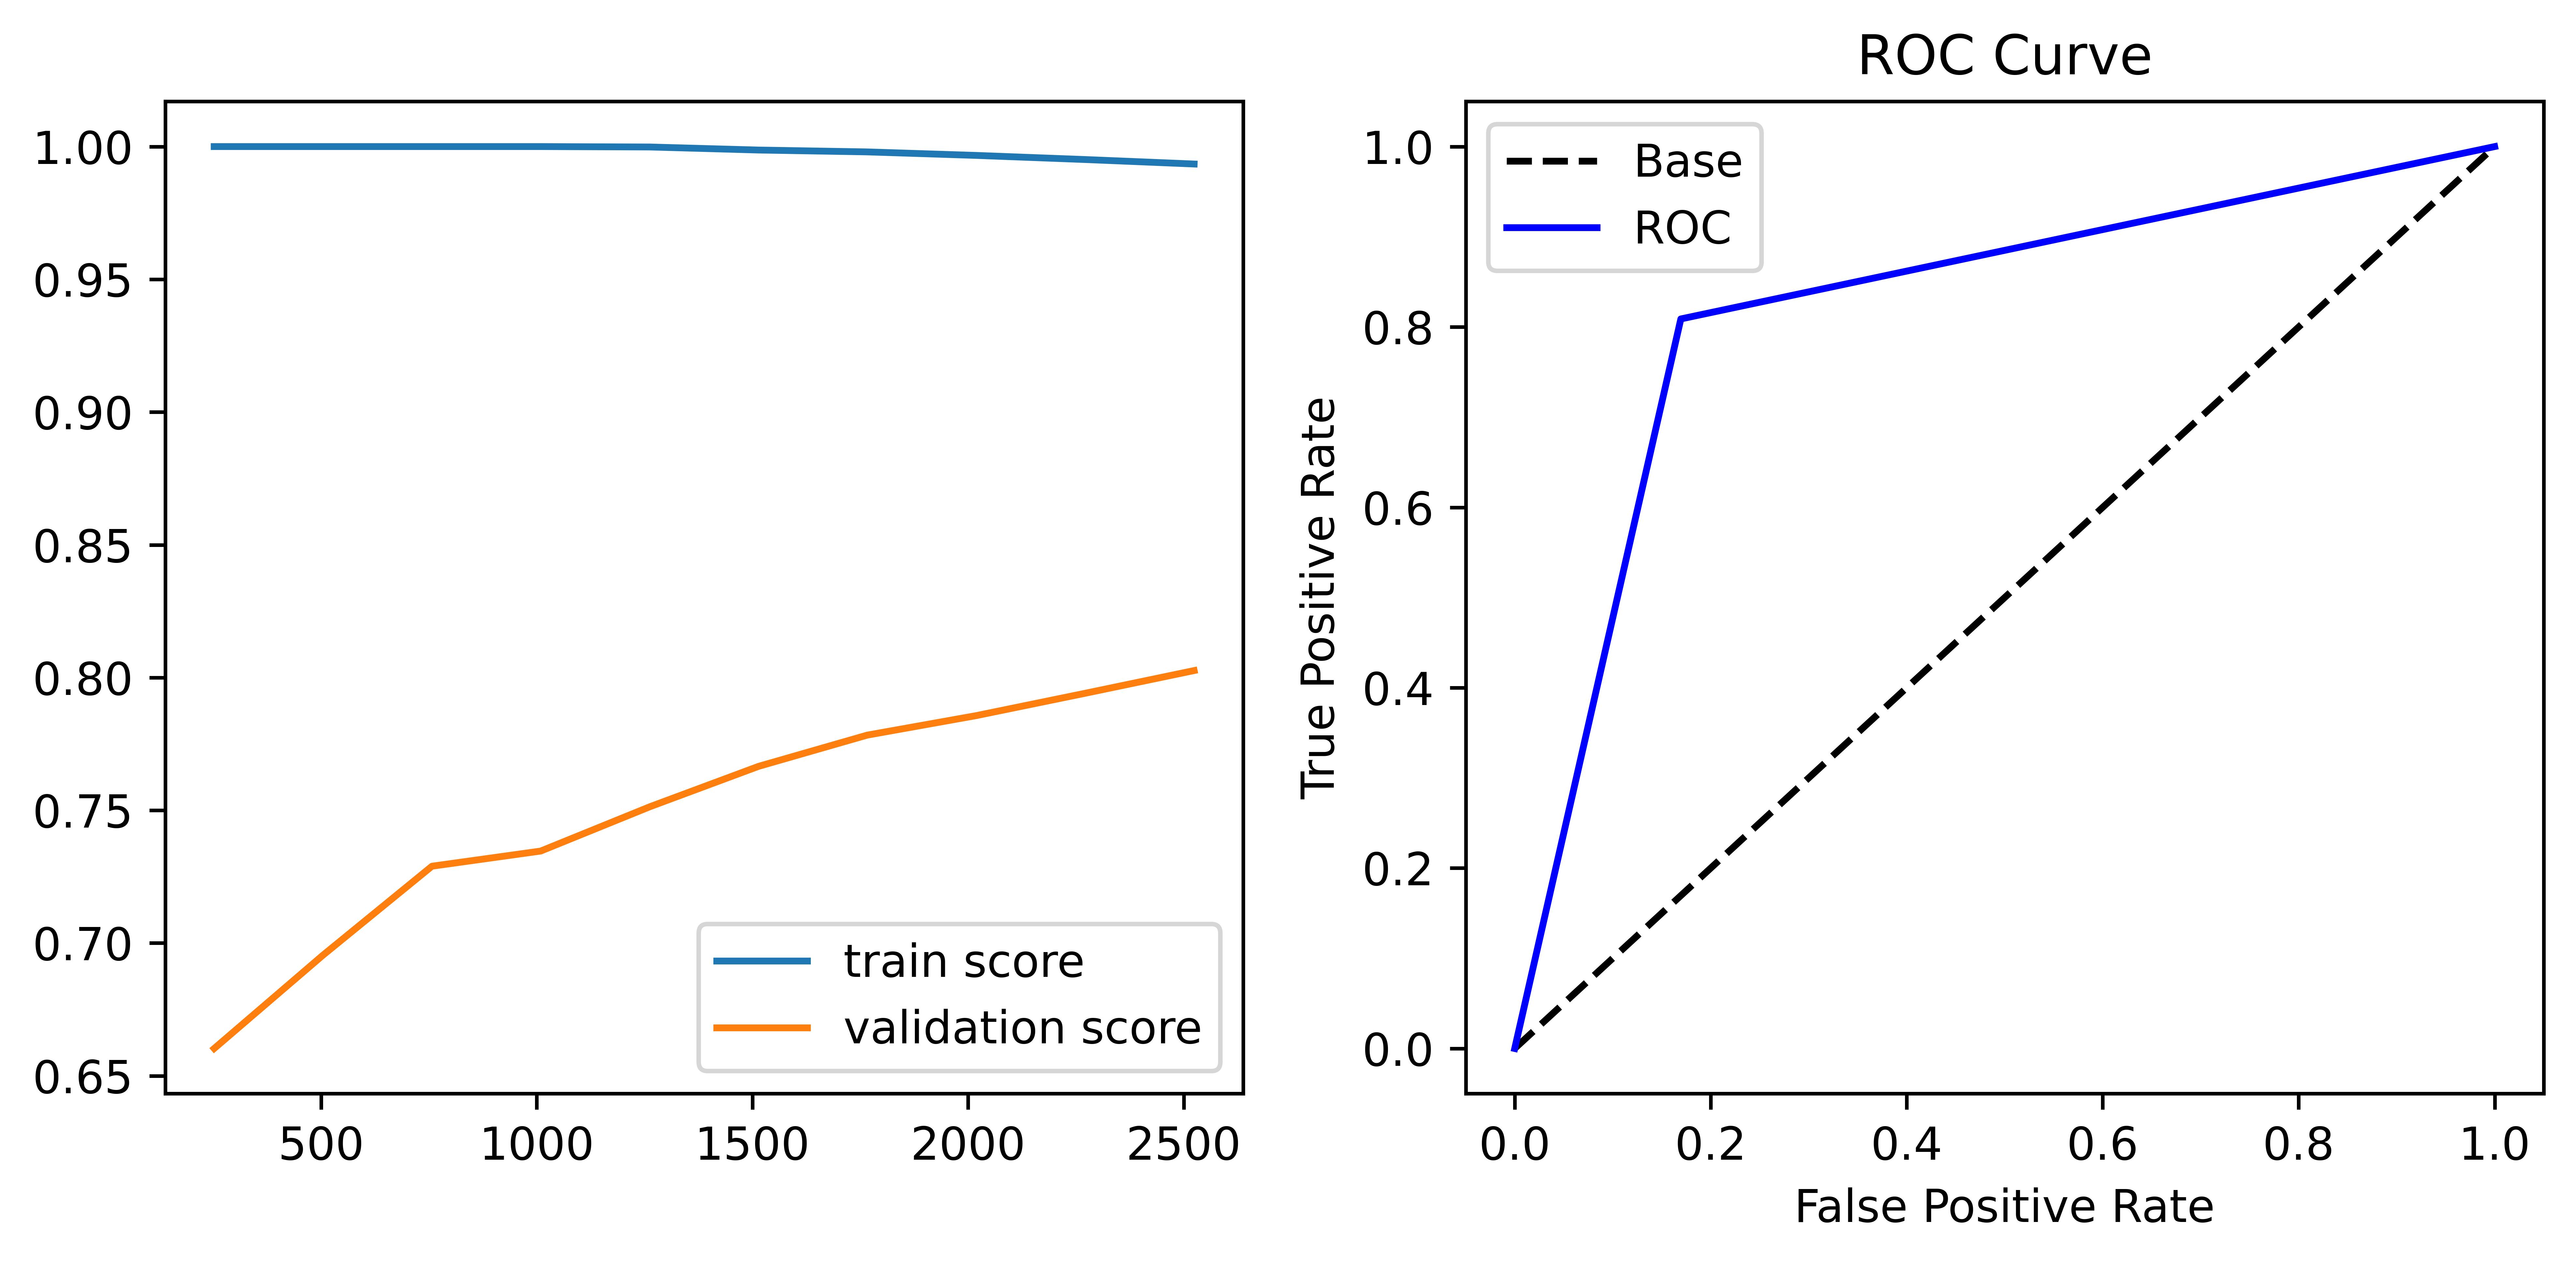 1.00
0.95
0.90
0.85
0.80
0.75
0.70
0.65
500 1000 1500 2000 2500
train score
validation score
ROC Curve
True Positive Rate
1.0
0.8
0.6
0.4
0.2
0.0
Base
ROC
0.0 0.2 0.4 0.6 0.8 1.0
False Positive Rate